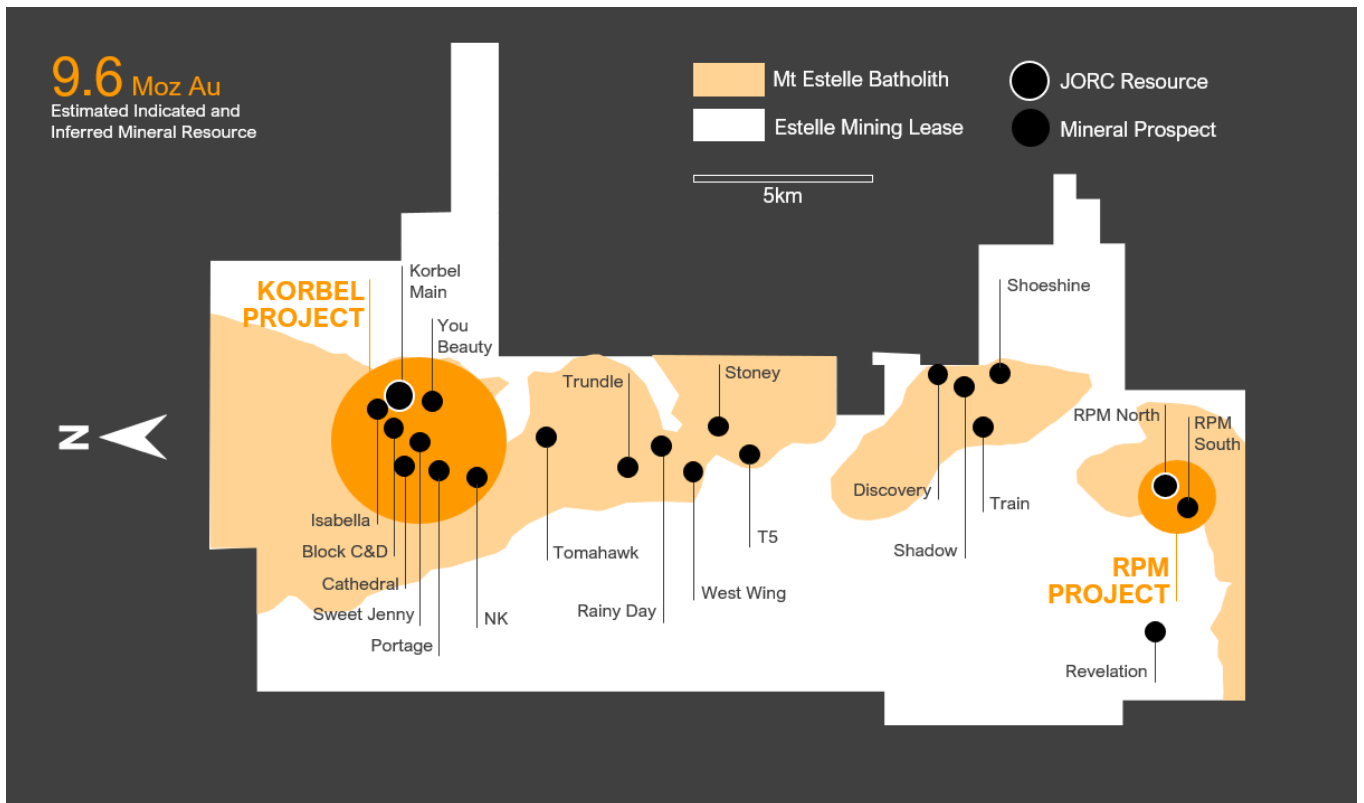 9.6 Moz Au
Estimated Indicated and
Inferred Mineral Resource
Mt Estelle Batholith
JORC Resource
Estelle Mining Lease
Mineral Prospect
5km
N
KORBEL
PROJECT
Korbel
Main
You
Beauty
Trundle
Stoney
Shoeshine
RPM North
RPM
South
Isabella
Block C&D
Cathedral
Sweet Jenny
Portage
NK
Tomahawk
Rainy Day
West Wing
T5
Discovery
Shadow
Train
RPM
PROJECT
Revelation